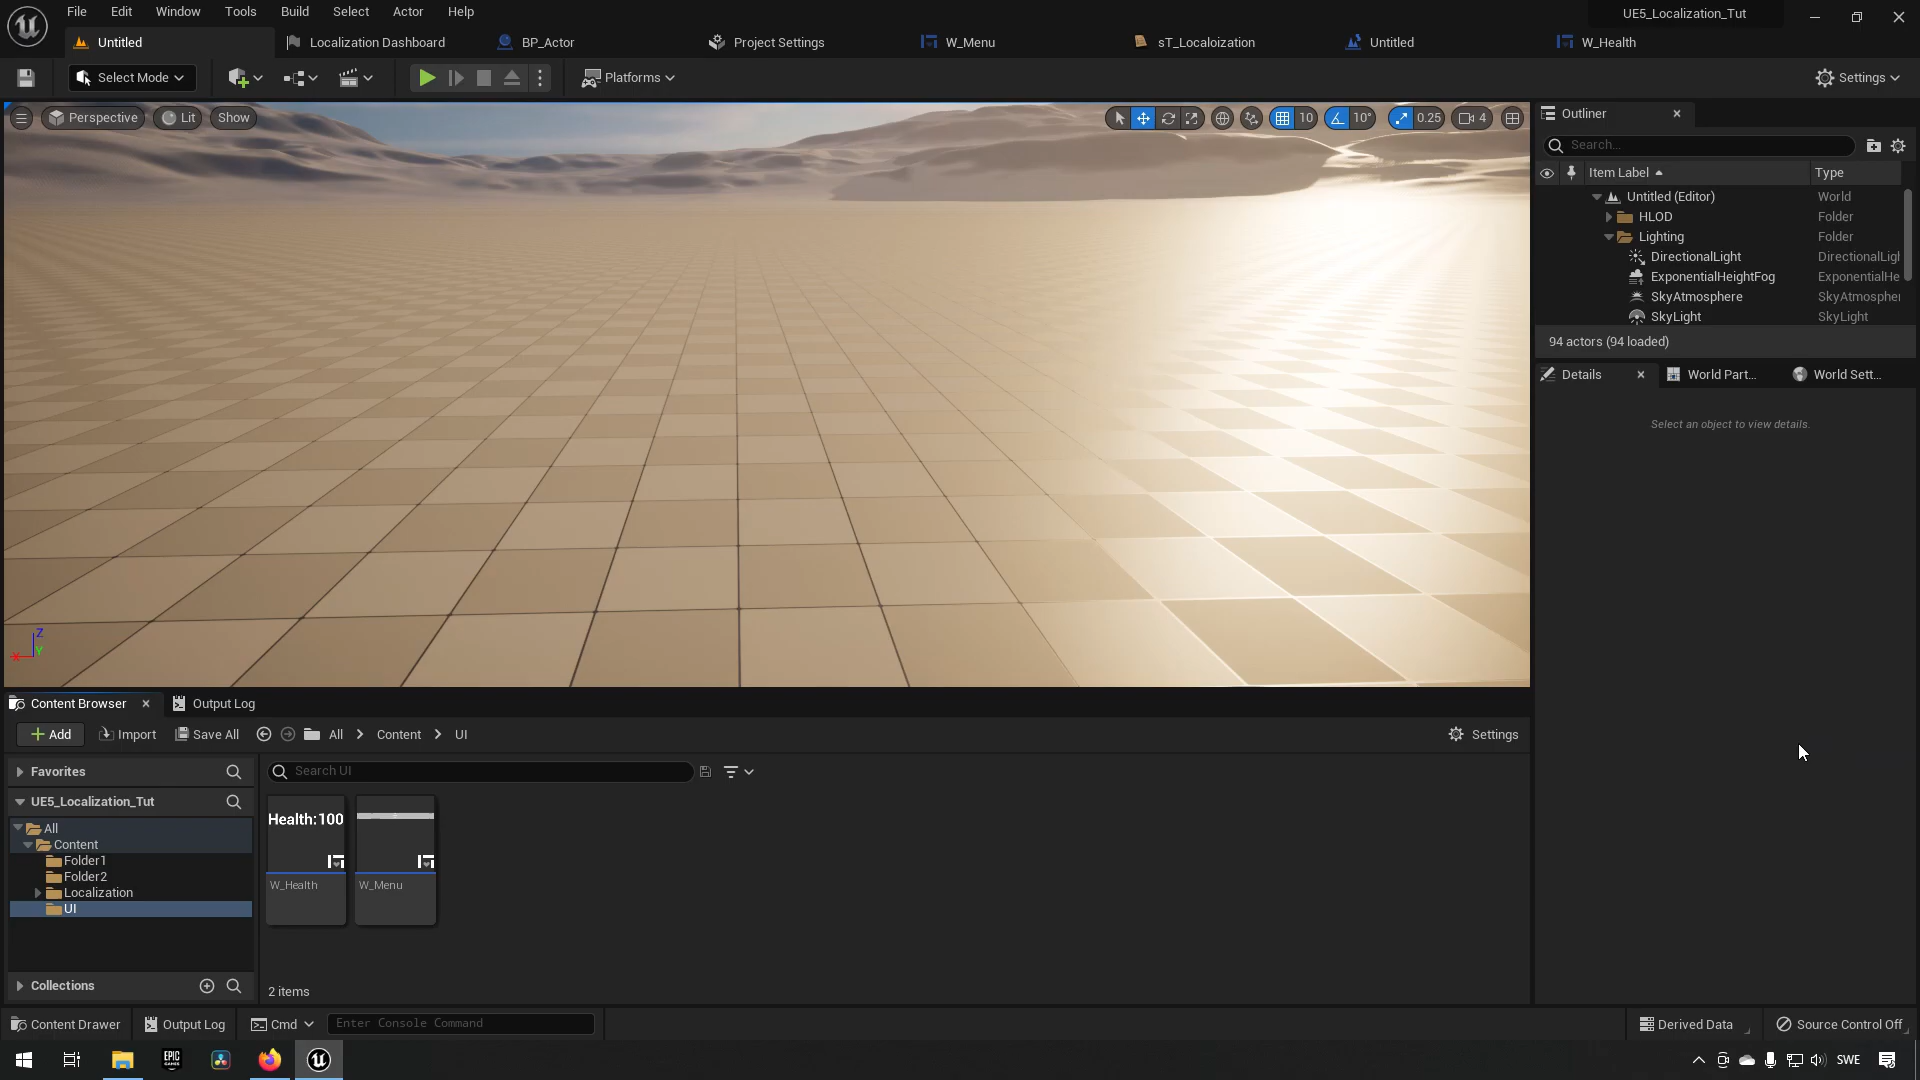 File Edit Window Tools Build Select Actor Help
UE5_Localization_Tut
Untitled
Localization Dashboard
BP_Actor
Project Settings
W_Menu
sT_Localoization
Untitled
W_Health
Select Mode
Platforms
Settings
Perspective
Lit
Show
10
10°
0.25
4
Outliner
Search...
Item Label
Type
Untitled (Editor) World
HLOD Folder
Lighting Folder
DirectionalLight DirectionalLigh
ExponentialHeightFog ExponentialHe
SkyAtmosphere SkyAtmospher
SkyLight SkyLight
94 actors (94 loaded)
Details
World Part...
World Sett...
Select an object to view details.
Z
X
Y
Content Browser
Output Log
Add
Import
Save All
All
Content
UI
Settings
Favorites
Search UI
UE5_Localization_Tut
All
Content
Folder1
Folder2
Localization
UI
Health:100
W_Health
W_Menu
Collections
2 items
Content Drawer
Output Log
Cmd
Enter Console Command
Derived Data
Source Control Off
EPIC
GAMES
SWE